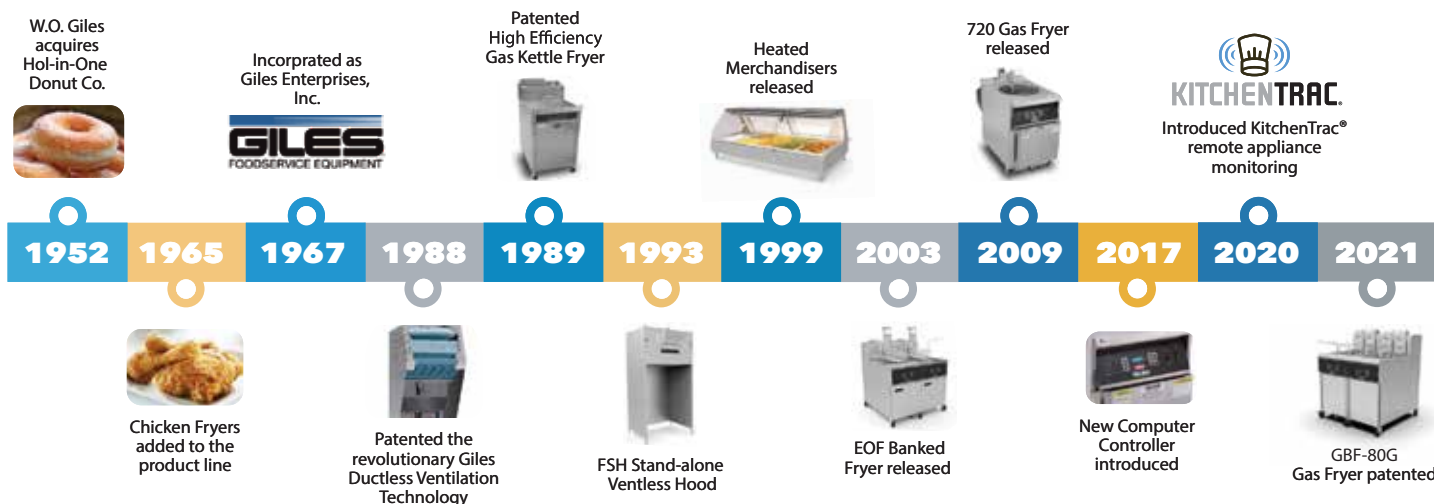 W.O. Giles
acquires
Hol-in-One
Donut Co.
Incorprated as
Giles Enterprises,
Inc.
GILES
FOODSERVICE EQUIPMENT
Patented
High Efficiency
Gas Kettle Fryer
Heated
Merchandisers
released
720 Gas Fryer
released
KITCHENTRAC.
Introduced KitchenTrac®
remote appliance
monitoring
1952 1965 1967 1988 1989 1993 1999 2003 2009 2017 2020 2021
Chicken Fryers
added to the
product line
Patented the
revolutionary Giles
Ductless Ventilation
Technology
FSH Stand-alone
Ventless Hood
EOF Banked
Fryer released
New Computer
Controller
introduced
GBF-80G
Gas Fryer patented